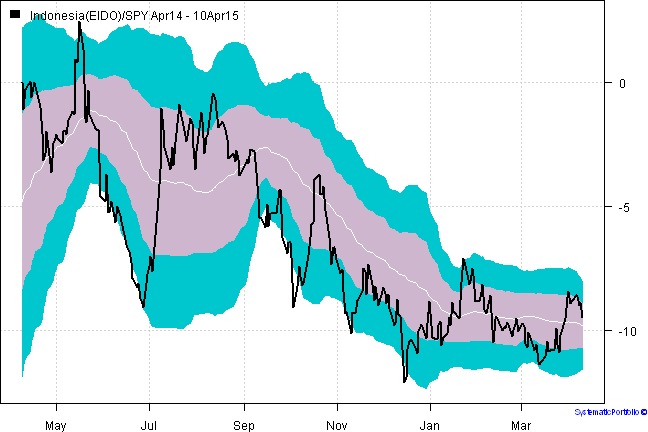 Indonesia(EIDO)/SPY Apr14 - 10Apr15
0
-5
-10
May Jul Sep Nov Jan Mar
SystematicPortfolio ©